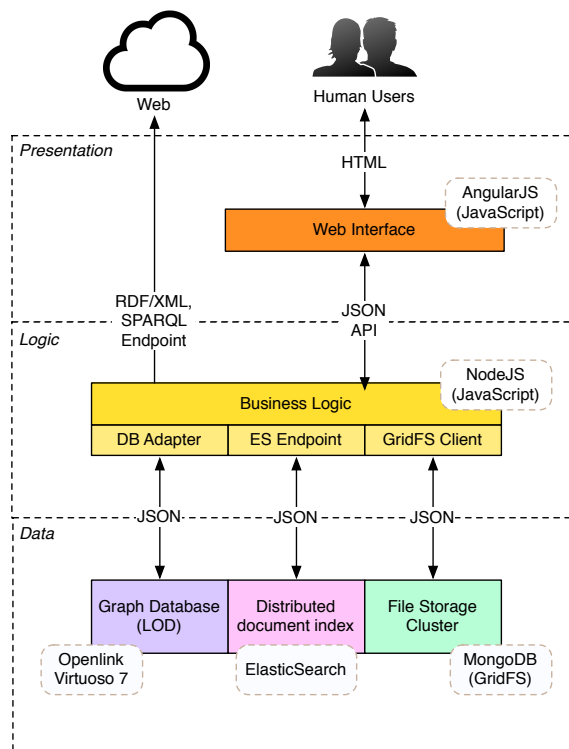 Web
Human Users
Presentation
HTML
AngularJS
(JavaScript)
Web Interface
RDF/XML,
SPARQL
Endpoint
JSON
API
Logic
NodeJS
(JavaScript)
Business Logic
DB Adapter
ES Endpoint
GridFS Client
JSON
JSON
JSON
Data
Graph Database
(LOD)
Distributed
document index
File Storage
Cluster
Openlink
Virtuoso 7
ElasticSearch
MongoDB
(GridFS)